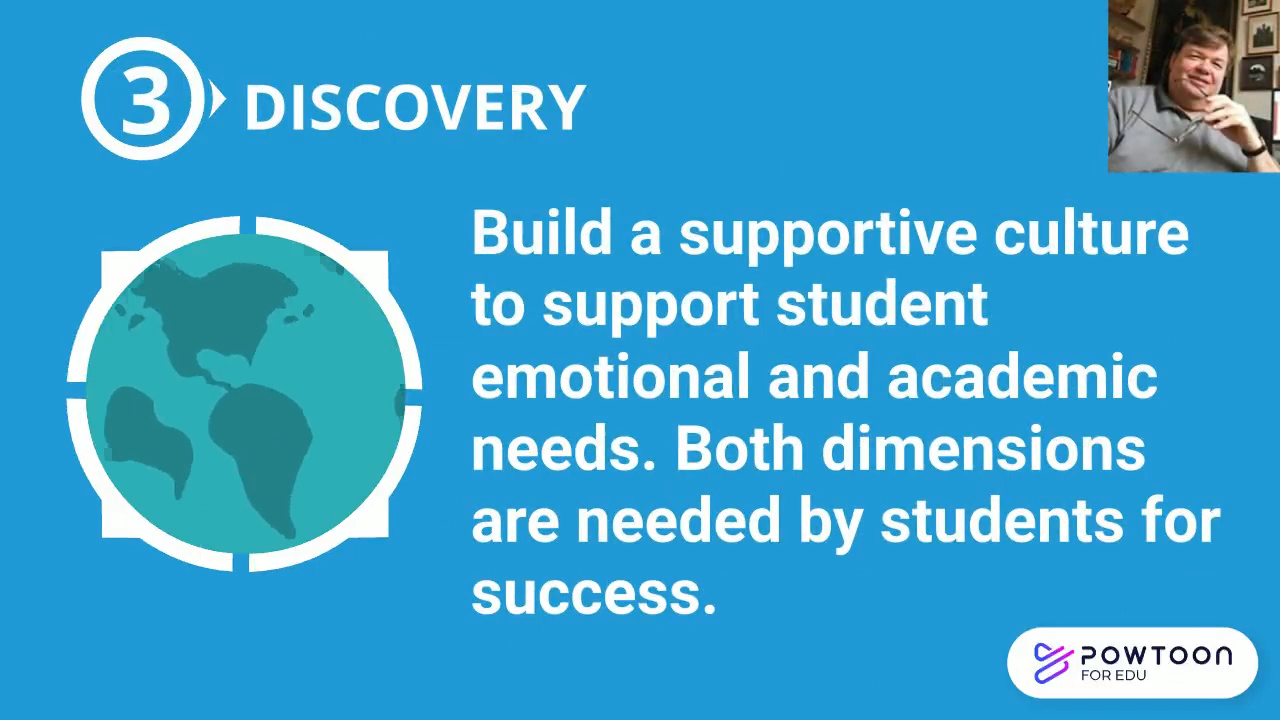 3 DISCOVERY
Build a supportive culture
to support student
emotional and academic
needs. Both dimensions
are needed by students for
success.
POWTOON
FOR EDU